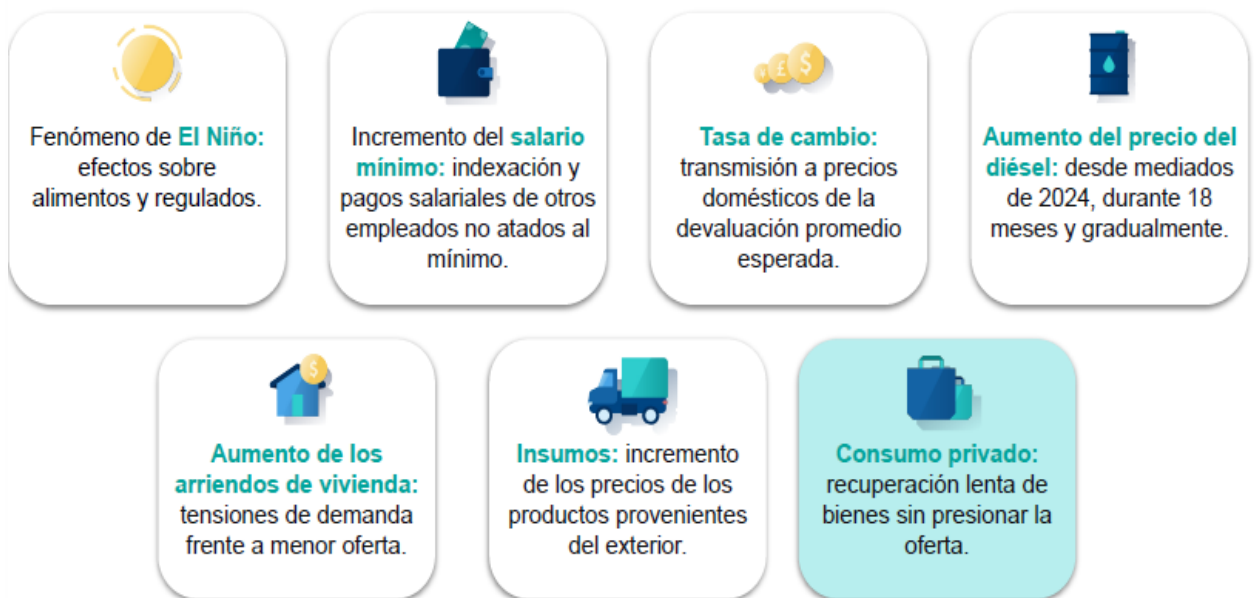 Fenómeno de El Niño:
efectos sobre
alimentos y regulados.
Incremento del salario
mínimo: indexación y
pagos salariales de otros
empleados no atados al
mínimo.
¥ £ $
Tasa de cambio:
transmisión a precios
domésticos de la
devaluación promedio
esperada.
Aumento del precio del
diésel: desde mediados
de 2024, durante 18
meses y gradualmente.
$
Aumento de los
arriendos de vivienda:
tensiones de demanda
frente a menor oferta.
Insumos: incremento
de los precios de los
productos provenientes
del exterior.
Consumo privado:
recuperación lenta de
bienes sin presionar la
oferta.